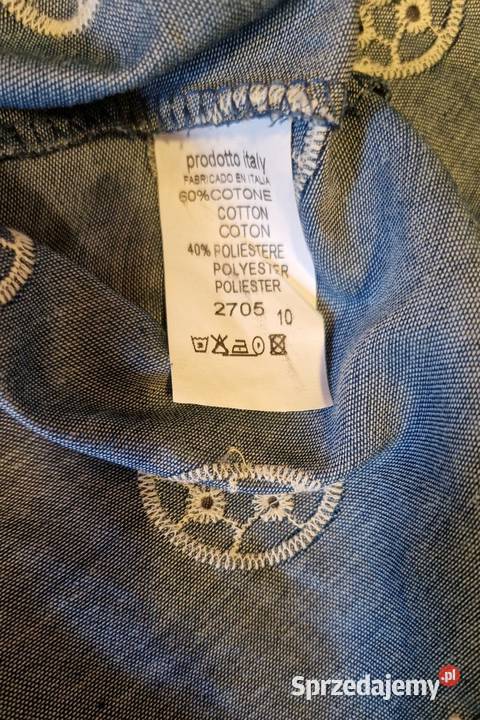 prodotto italy
FABRICADO EN ITALIA
60% COTONE
COTTON
COTON
40% POLIESTERE
POLYESTER
POLIESTER
2705 10
Sprzedajemy.pl